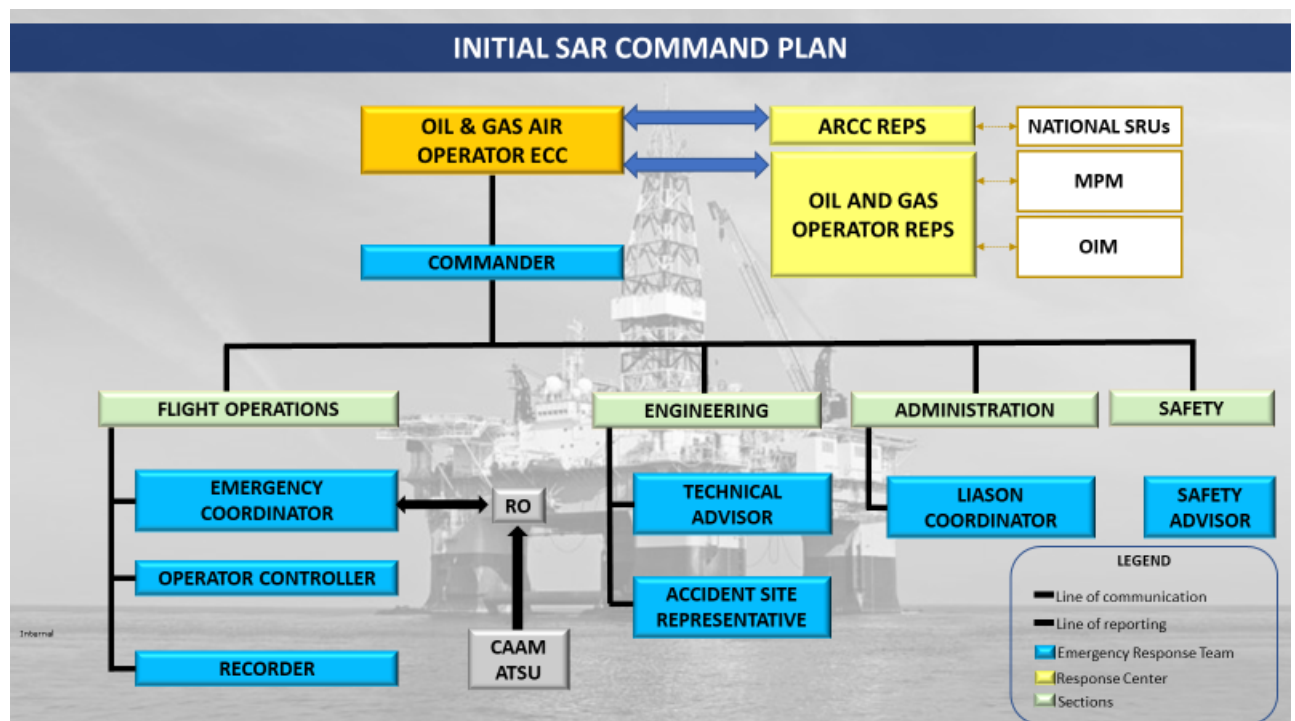 INITIAL SAR COMMAND PLAN
OIL & GAS AIR
OPERATOR ECC
ARCC REPS
NATIONAL SRUs
OIL AND GAS
OPERATOR REPS
MPM
OIM
COMMANDER
FLIGHT OPERATIONS
ENGINEERING
ADMINISTRATION
SAFETY
EMERGENCY
COORDINATOR
RO
TECHNICAL
ADVISOR
LIASON
COORDINATOR
SAFETY
ADVISOR
OPERATOR CONTROLLER
ACCIDENT SITE
REPRESENTATIVE
RECORDER
CAAM
ATSU
LEGEND
Line of communication
Line of reporting
Emergency Response Team
Response Center
Sections
Internal